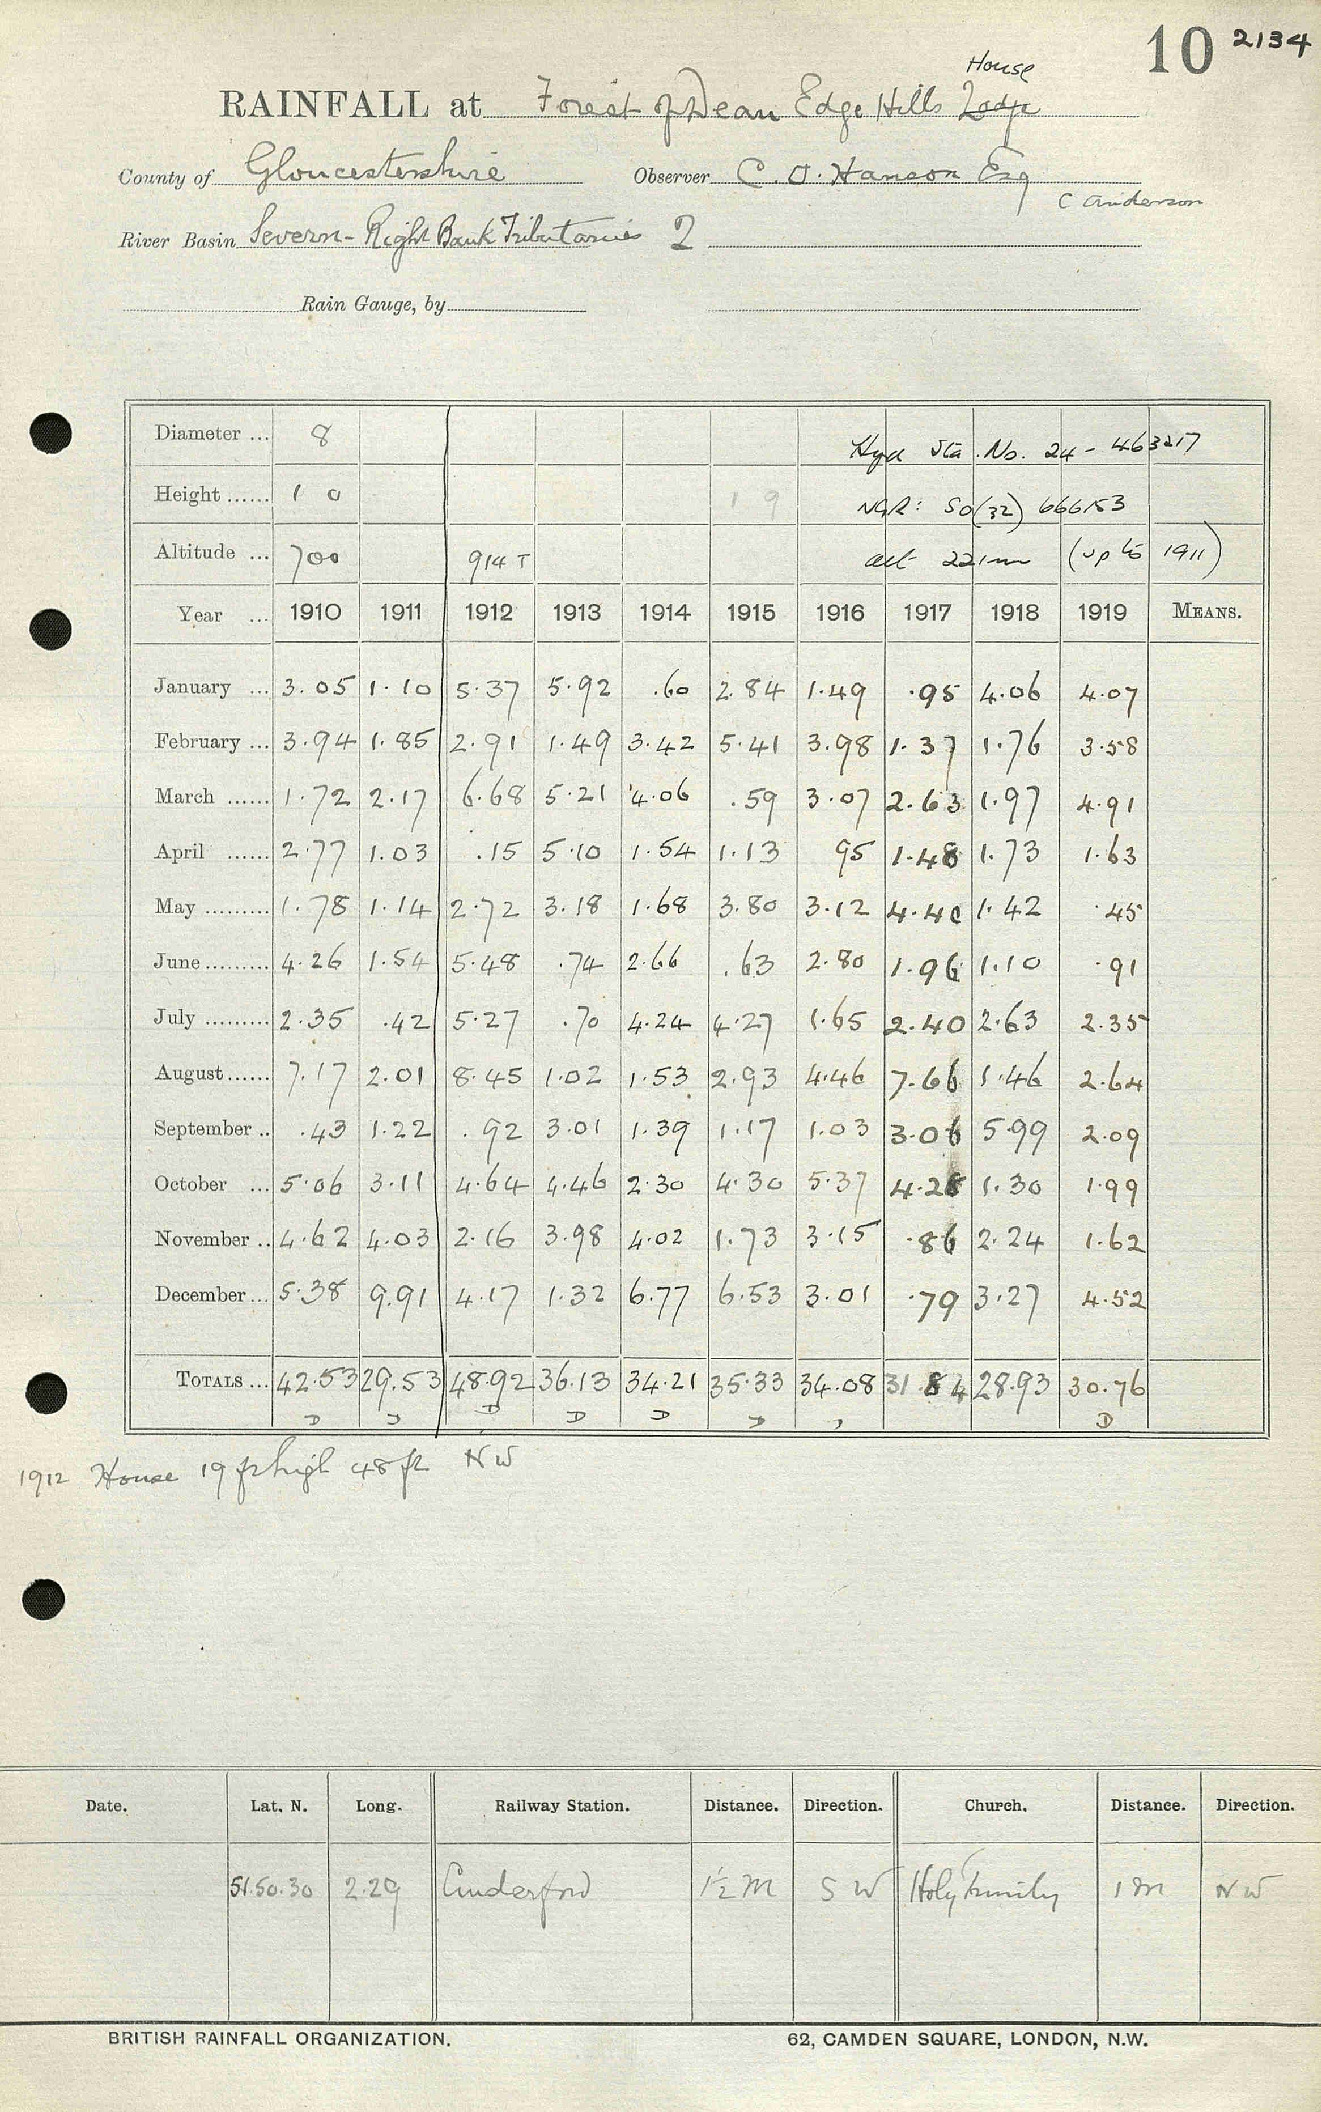 10 2134
House
RAINFALL at Forest of Dean Edge Hills Lodge
County of Gloucestershire Observer C. O. Hanson Esq
C Anderson
River Basin Severn - Right Bank Tributaries 2
Rain Gauge, by
Diameter ... 8 Hyd Sta. No. 24 - 463217
Height ...... 1 0 1 9 NGR: SO(32) 666153
Altitude ... 700 914 T alt 221m (up to 1911)
Year ... 1910 1911 1912 1913 1914 1915 1916 1917 1918 1919 MEANS.
January ... 3.05 1.10 5.37 5.92 .60 2.84 1.49 .95 4.06 4.07
February ... 3.94 1.85 2.91 1.49 3.42 5.41 3.98 1.37 1.76 3.58
March ...... 1.72 2.17 6.68 5.21 4.06 .59 3.07 2.63 1.97 4.91
April ...... 2.77 1.03 .15 5.10 1.54 1.13 95 1.48 1.73 1.63
May ......... 1.78 1.14 2.72 3.18 1.68 3.80 3.12 4.40 1.42 .45
June ......... 4.26 1.54 5.48 .74 2.66 .63 2.80 1.96 1.10 .91
July ......... 2.35 .42 5.27 .70 4.24 4.27 1.65 2.40 2.63 2.35
August ...... 7.17 2.01 8.45 1.02 1.53 2.93 4.46 7.66 1.46 2.64
September .. .43 1.22 .92 3.01 1.39 1.17 1.03 3.06 5.99 2.09
October ... 5.06 3.11 4.64 4.46 2.30 4.30 5.37 4.28 1.30 1.99
November .. 4.62 4.03 2.16 3.98 4.02 1.73 3.15 .86 2.24 1.62
December ... 5.38 9.91 4.17 1.32 6.77 6.53 3.01 .79 3.27 4.52
TOTALS ... 42.53 29.53 48.92 36.13 34.21 35.33 34.08 31.84 28.93 30.76
D D D D D D D
1912 House 19 ft high 48 ft NW
Date. Lat. N. Long. Railway Station. Distance. Direction. Church. Distance. Direction.
51.50.30 2.29 Cinderford 1½ M S W Holy Trinity 1 m N W
BRITISH RAINFALL ORGANIZATION. 62, CAMDEN SQUARE, LONDON, N.W.